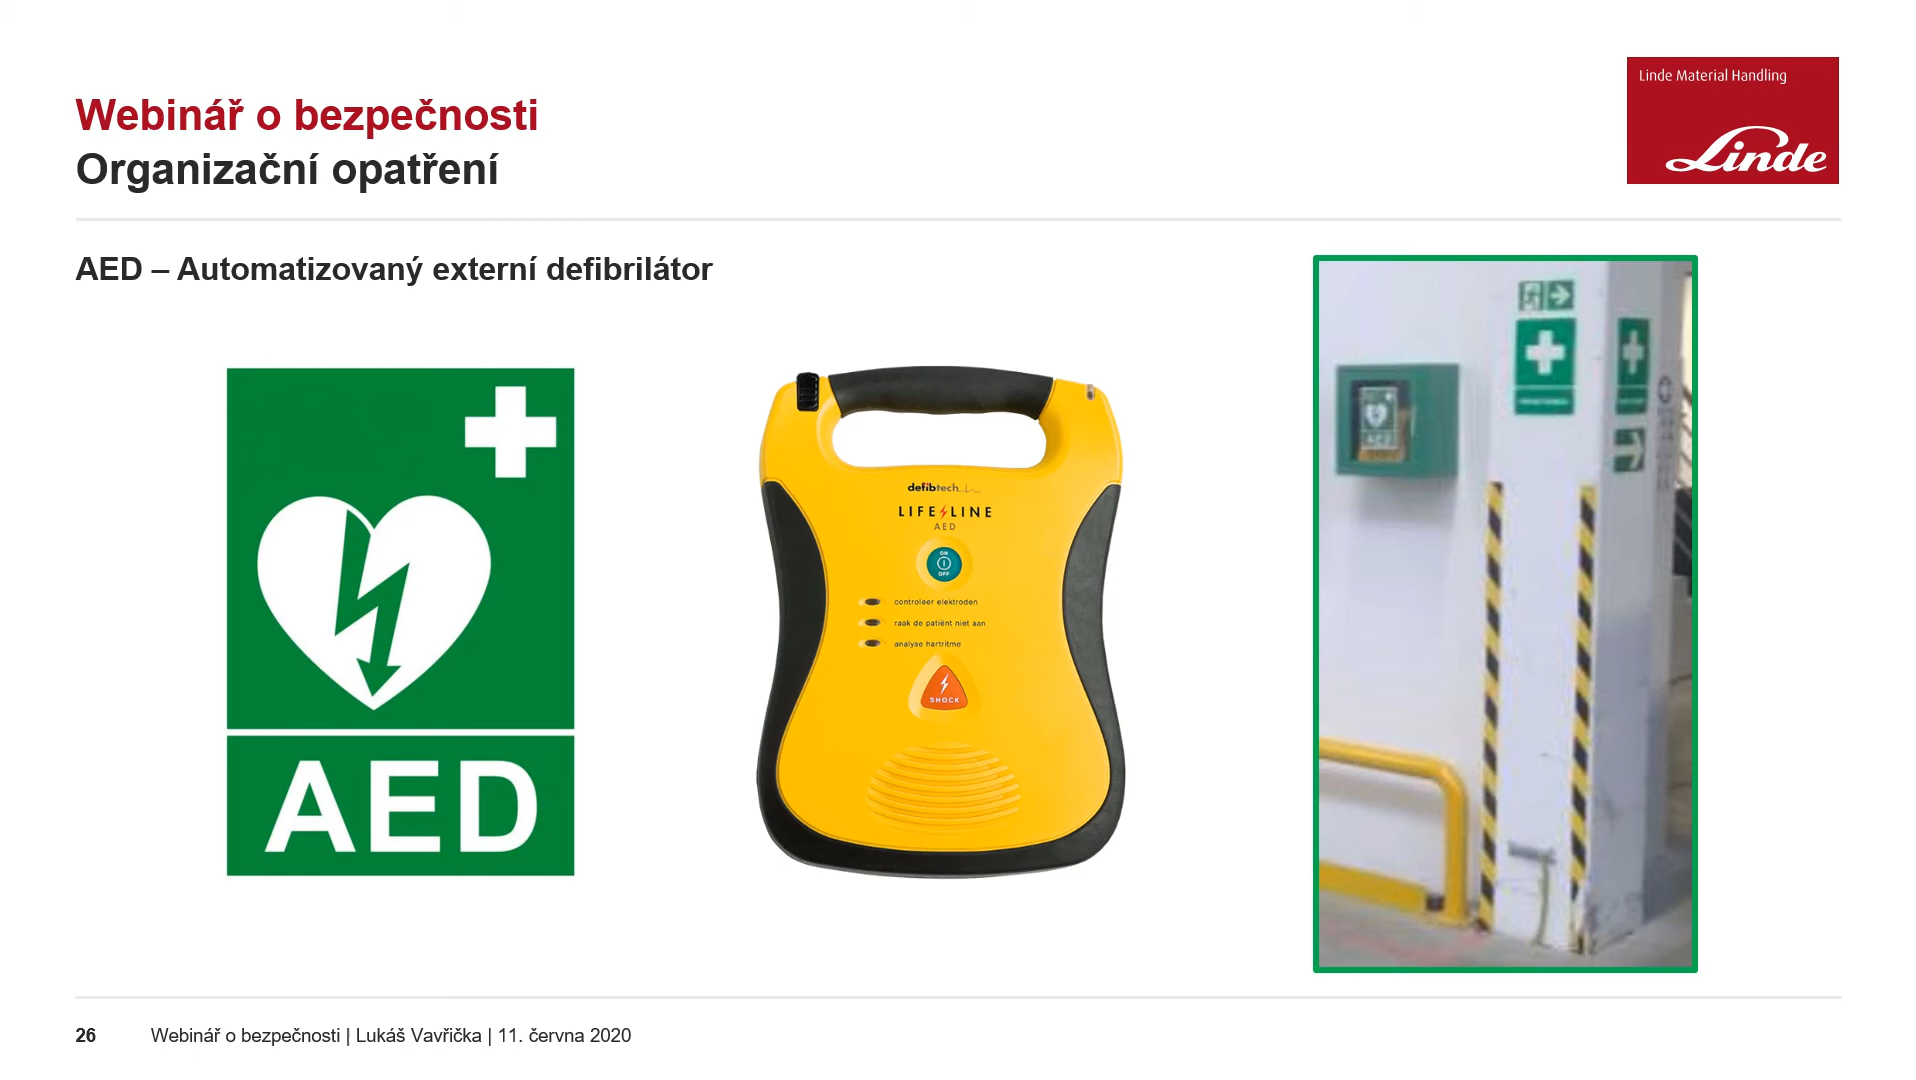 Linde Material Handling
Linde
Webinář o bezpečnosti
Organizační opatření
AED – Automatizovaný externí defibrilátor
AED
defibtech
LIFELINE
AED
ON
OFF
controleer elektroden
raak de patiënt niet aan
analyse hartritme
SHOCK
AED
26
Webinář o bezpečnosti | Lukáš Vavřička | 11. června 2020